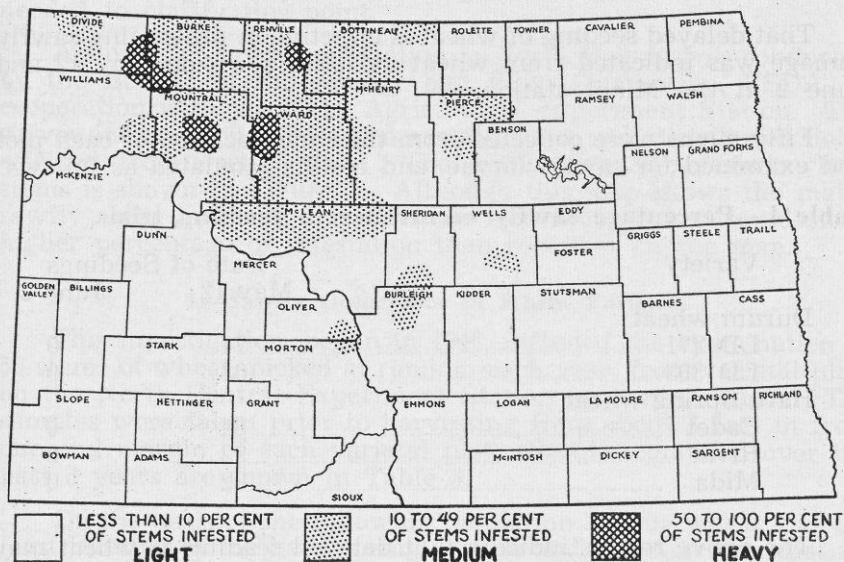 DIVIDE
BURKE
RENVILLE
BOTTINEAU
ROLETTE
TOWNER
CAVALIER
PEMBINA
WILLIAMS
MOUNTRAIL
WARD
McHENRY
PIERCE
BENSON
RAMSEY
WALSH
NELSON
GRAND FORKS
McKENZIE
McLEAN
SHERIDAN
WELLS
EDDY
FOSTER
GRIGGS
STEELE
TRAILL
DUNN
MERCER
GOLDEN
VALLEY
BILLINGS
OLIVER
BURLEIGH
KIDDER
STUTSMAN
BARNES
CASS
STARK
MORTON
SLOPE
HETTINGER
GRANT
EMMONS
LOGAN
LA MOURE
RANSOM
RICHLAND
BOWMAN
ADAMS
SIOUX
McINTOSH
DICKEY
SARGENT
LESS THAN 10 PER CENT
OF STEMS INFESTED
LIGHT
10 TO 49 PER CENT
OF STEMS INFESTED
MEDIUM
50 TO 100 PER CENT
OF STEMS INFESTED
HEAVY